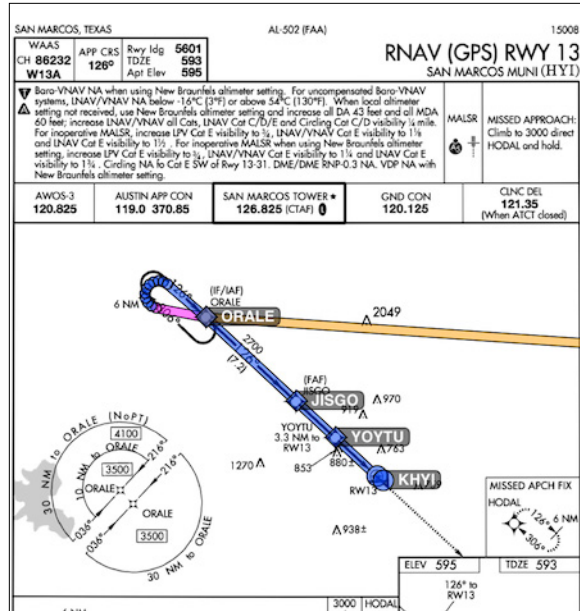 SAN MARCOS, TEXAS
AL-502 (FAA)
15008
WAAS
CH 86232
W13A
APP CRS
126°
Rwy ldg 5601
TDZE 593
Apt Elev 595
RNAV (GPS) RWY 13
SAN MARCOS MUNI (HYI)
Baro-VNAV NA when using New Braunfels altimeter setting. For uncompensated Baro-VNAV
systems, LNAV/VNAV NA below -16°C (3°F) or above 54°C (130°F). When local altimeter
setting not received, use New Braunfels altimeter setting and increase all DA 43 feet and all MDA
60 feet; increase LNAV/VNAV all Cats, LNAV Cat C/D/E and Circling Cat C/D visibility ¼ mile.
For inoperative MALSR, increase LPV Cat E visibility to ¾, LNAV/VNAV Cat E visibility to 1⅛
and LNAV Cat E visibility to 1½. For inoperative MALSR when using New Braunfels altimeter
setting, increase LPV Cat E visibility to ¾, LNAV/VNAV Cat E visibility to 1¼ and LNAV Cat E
visibility to 1¾. Circling NA fo Cat E SW of Rwy 13-31. DME/DME RNP-0.3 NA. VDP NA with
New Braunfels altimeter setting.
MALSR
MISSED APPROACH:
Climb to 3000 direct
HODAL and hold.
AWOS-3
120.825
AUSTIN APP CON
119.0 370.85
SAN MARCOS TOWER ★
126.825 (CTAF)
GND CON
120.125
CLNC DEL
121.35
(When ATCT closed)
126°
6 NM
(IF/IAF)
ORALE
ORALE
2049
2700
126°
(7.2)
(FAF)
JISGO
JISGO
970
919
YOYTU
3.3 NM to
RW13
YOYTU
763
853
880±
1270
KHYI
RW13
938±
30 NM to ORALE (NoPT)
4100
216°
10 NM to ORALE
3500
216°
ORALE
036°
ORALE
036°
3500
30 NM to ORALE
MISSED APCH FIX
HODAL
126°
6 NM
306°
ELEV 595
TDZE 593
126° to
RW13
3000
HODAL
6 NM